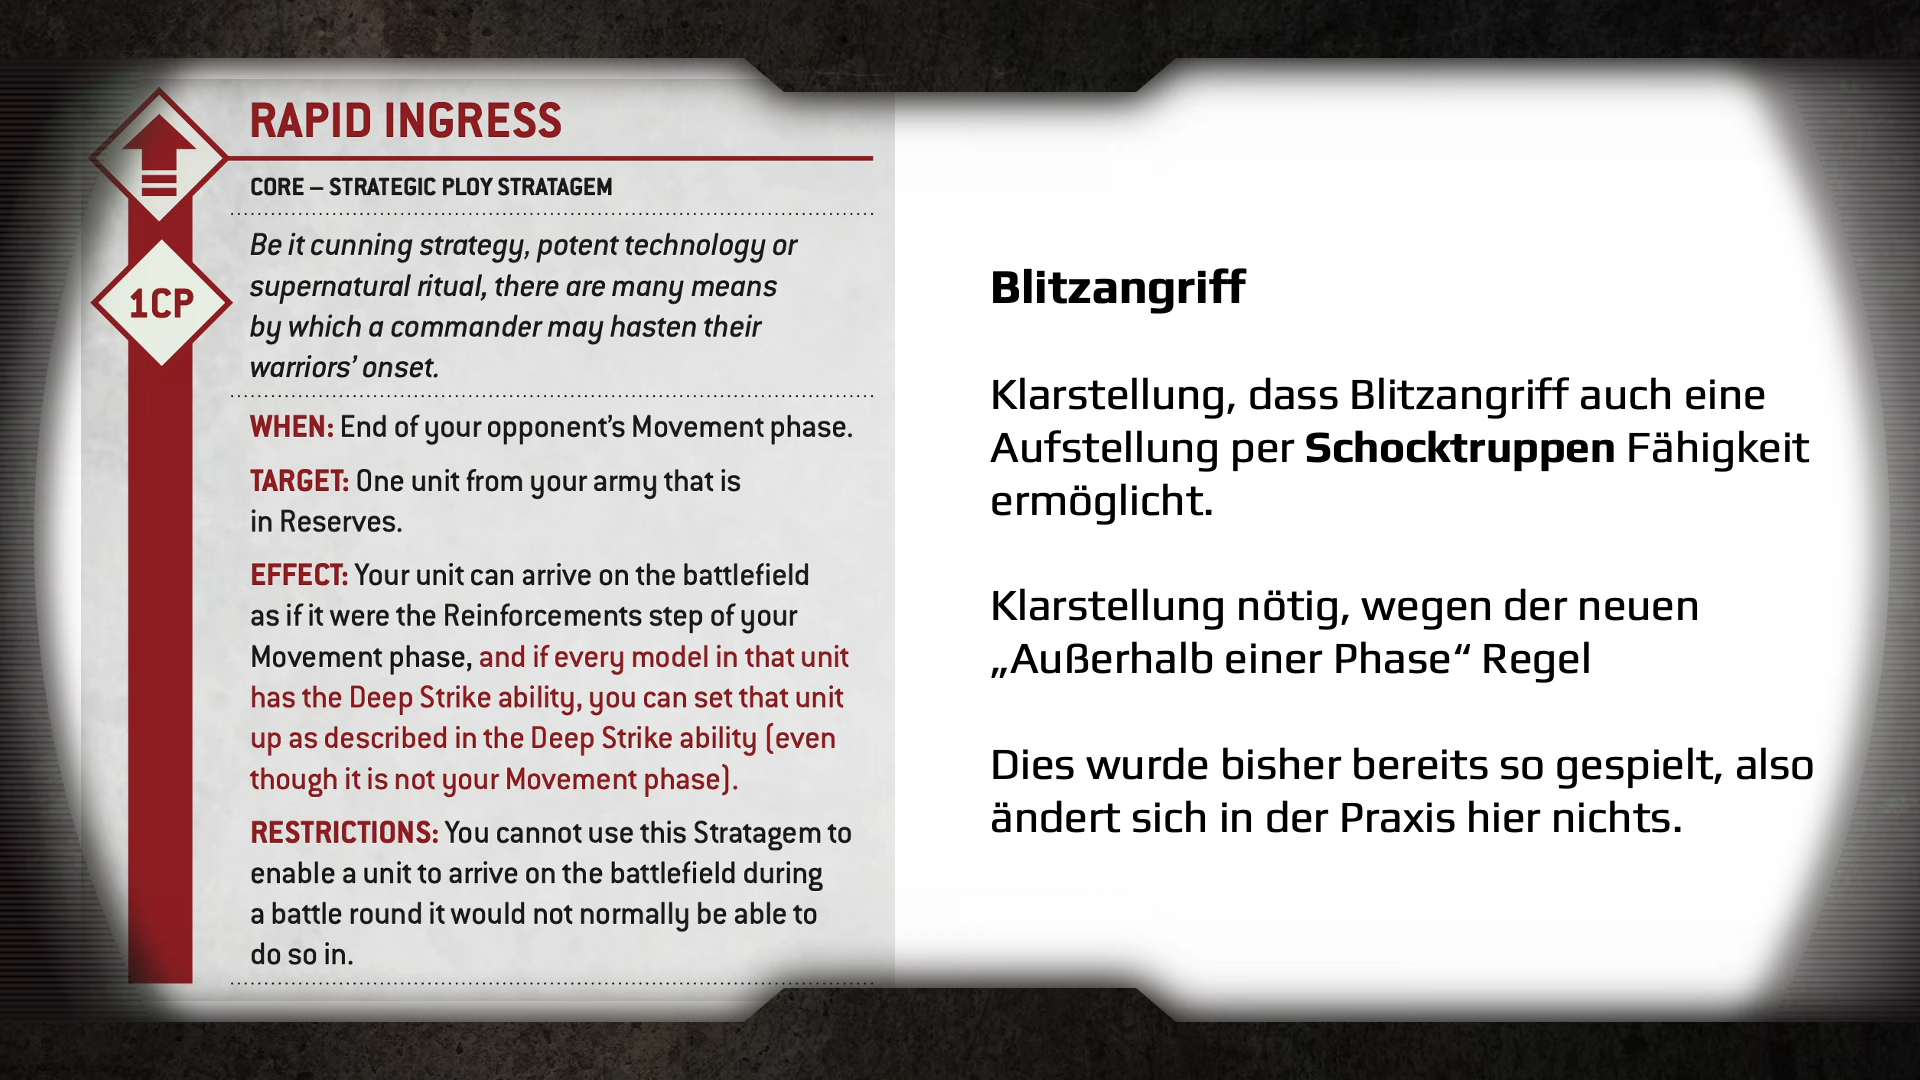 RAPID INGRESS
CORE – STRATEGIC PLOY STRATAGEM
Be it cunning strategy, potent technology or
supernatural ritual, there are many means
by which a commander may hasten their
warriors’ onset.
1CP
WHEN: End of your opponent’s Movement phase.
TARGET: One unit from your army that is
in Reserves.
EFFECT: Your unit can arrive on the battlefield
as if it were the Reinforcements step of your
Movement phase, and if every model in that unit
has the Deep Strike ability, you can set that unit
up as described in the Deep Strike ability (even
though it is not your Movement phase).
RESTRICTIONS: You cannot use this Stratagem to
enable a unit to arrive on the battlefield during
a battle round it would not normally be able to
do so in.
Blitzangriff
Klarstellung, dass Blitzangriff auch eine
Aufstellung per Schocktruppen Fähigkeit
ermöglicht.
Klarstellung nötig, wegen der neuen
„Außerhalb einer Phase“ Regel
Dies wurde bisher bereits so gespielt, also
ändert sich in der Praxis hier nichts.